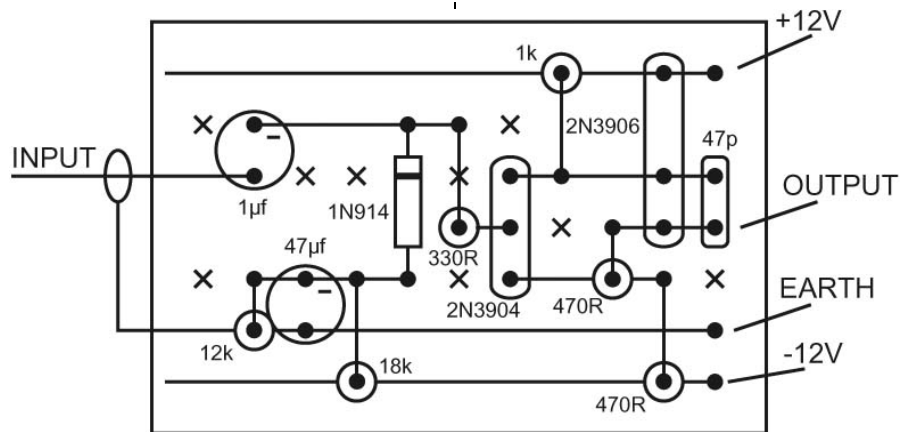 +12V
1k
2N3906
47p
INPUT
-
1µf
1N914
OUTPUT
47µf
330R
-
2N3904
470R
EARTH
12k
18k
-12V
470R